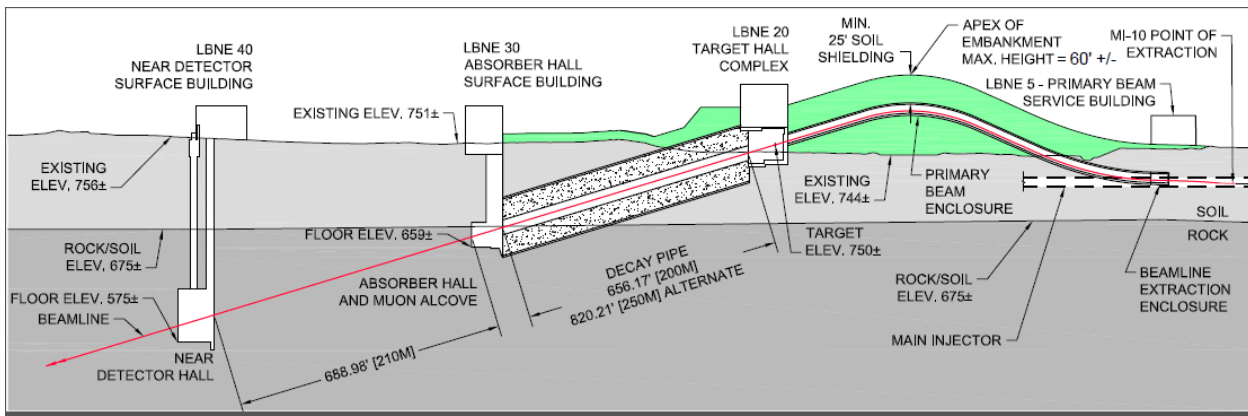 LBNE 40
NEAR DETECTOR
SURFACE BUILDING
LBNE 30
ABSORBER HALL
SURFACE BUILDING
LBNE 20
TARGET HALL
COMPLEX
MIN.
25' SOIL
SHIELDING
APEX OF
EMBANKMENT
MAX. HEIGHT = 60' +/-
MI-10 POINT OF
EXTRACTION
LBNE 5 - PRIMARY BEAM
SERVICE BUILDING
EXISTING ELEV. 751±
EXISTING
ELEV. 756±
EXISTING
ELEV. 744±
PRIMARY
BEAM
ENCLOSURE
SOIL
ROCK
ROCK/SOIL
ELEV. 675±
FLOOR ELEV. 659±
TARGET
ELEV. 750±
DECAY PIPE
656.17' [200M]
820.21' [250M] ALTERNATE
ROCK/SOIL
ELEV. 675±
BEAMLINE
EXTRACTION
ENCLOSURE
ABSORBER HALL
AND MUON ALCOVE
FLOOR ELEV. 575±
BEAMLINE
MAIN INJECTOR
NEAR
DETECTOR HALL
688.98' [210M]